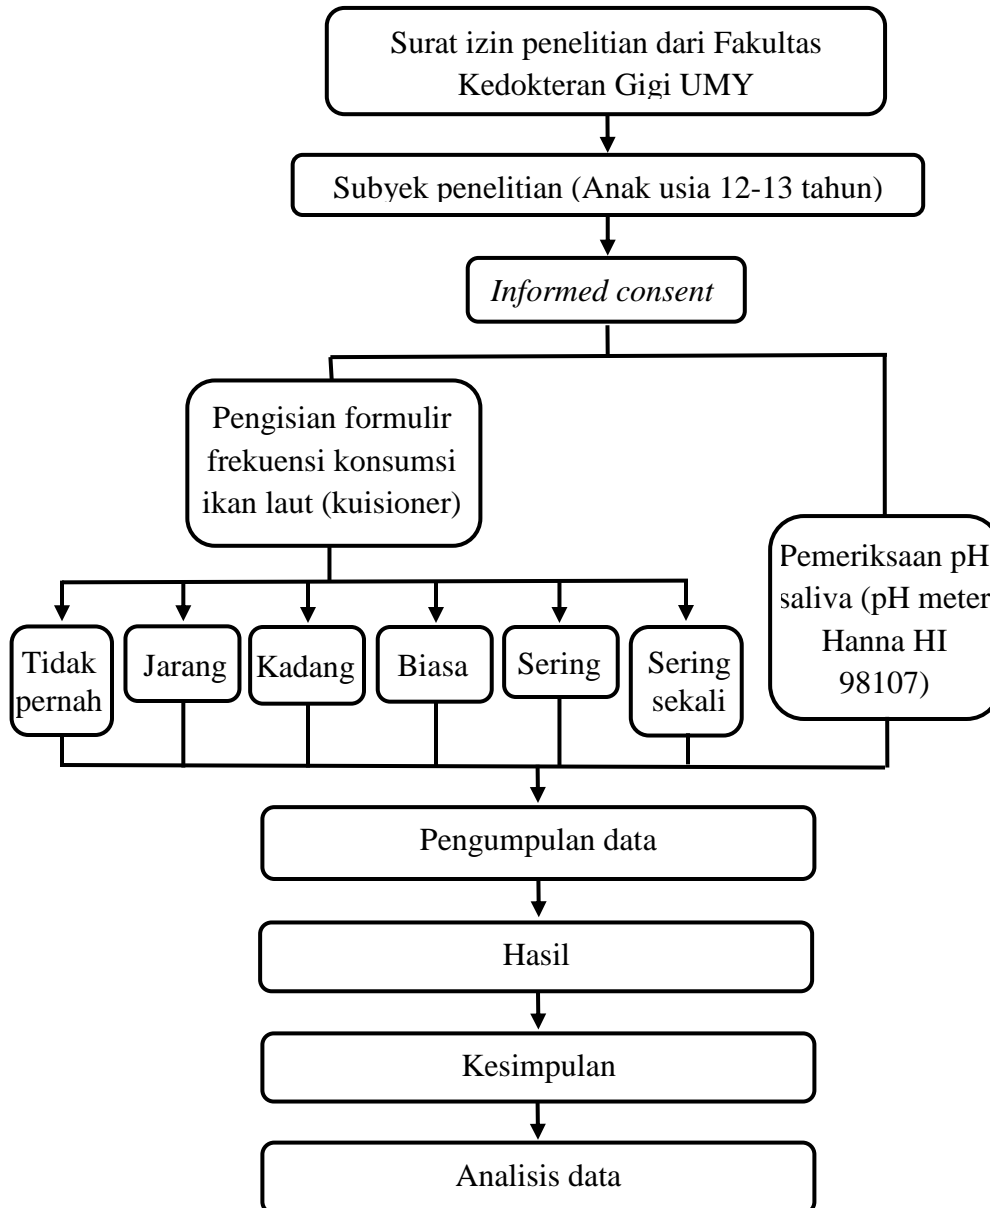 Surat izin penelitian dari Fakultas
Kedokteran Gigi UMY
Subyek penelitian (Anak usia 12-13 tahun)
Informed consent
Pengisian formulir
frekuensi konsumsi
ikan laut (kuisioner)
Pemeriksaan pH
saliva (pH meter
Hanna HI
98107)
Tidak
pernah
Jarang
Kadang
Biasa
Sering
Sering
sekali
Pengumpulan data
Hasil
Kesimpulan
Analisis data